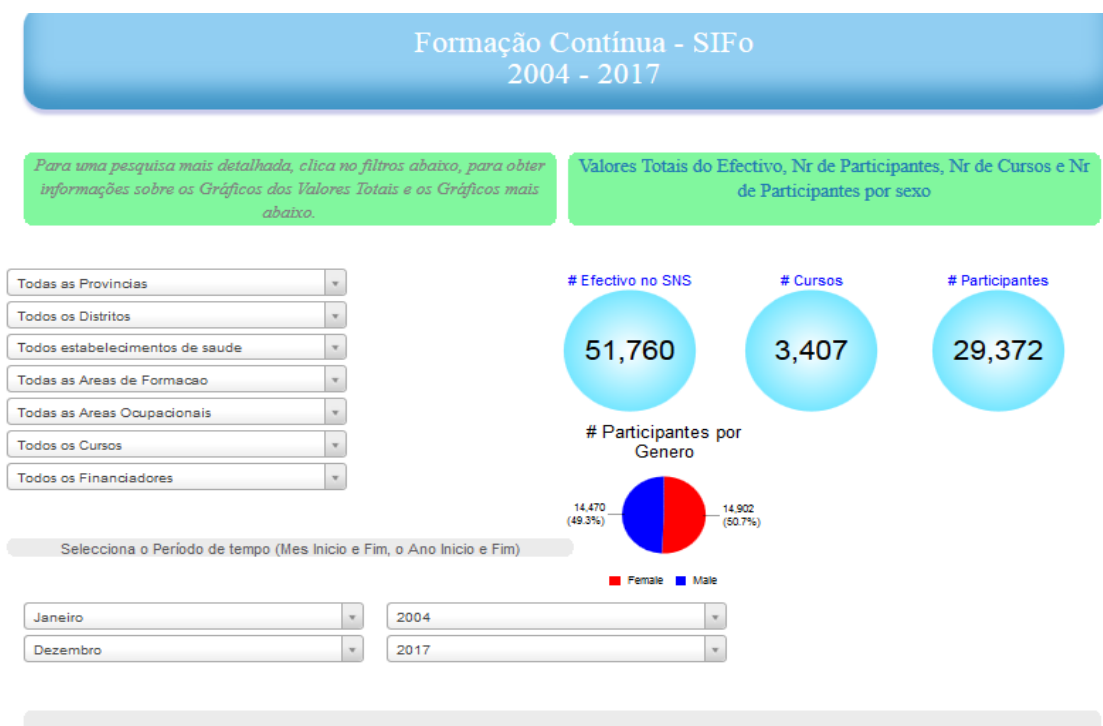 Formação Contínua - SIFo
2004 - 2017
Para uma pesquisa mais detalhada, clica no filtros abaixo, para obter
informações sobre os Gráficos dos Valores Totais e os Gráficos mais
abaixo.
Valores Totais do Efectivo, Nr de Participantes, Nr de Cursos e Nr
de Participantes por sexo
Todas as Provincias
Todos os Distritos
Todos estabelecimentos de saude
Todas as Areas de Formacao
Todas as Areas Ocupacionais
Todos os Cursos
Todos os Financiadores
# Efectivo no SNS
51,760
# Cursos
3,407
# Participantes
29,372
# Participantes por
Genero
14,470
(49.3%)
14,902
(50.7%)
Female Male
Selecciona o Período de tempo (Mes Inicio e Fim, o Ano Inicio e Fim)
Janeiro
2004
Dezembro
2017